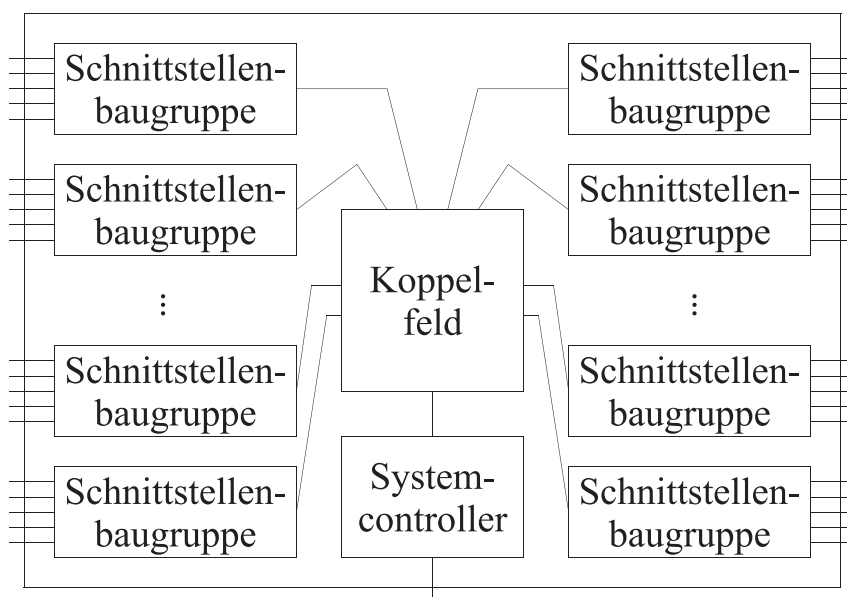 Schnittstellen-
baugruppe
Schnittstellen-
baugruppe
Schnittstellen-
baugruppe
Schnittstellen-
baugruppe
Koppel-
feld
System-
controller
Schnittstellen-
baugruppe
Schnittstellen-
baugruppe
Schnittstellen-
baugruppe
Schnittstellen-
baugruppe